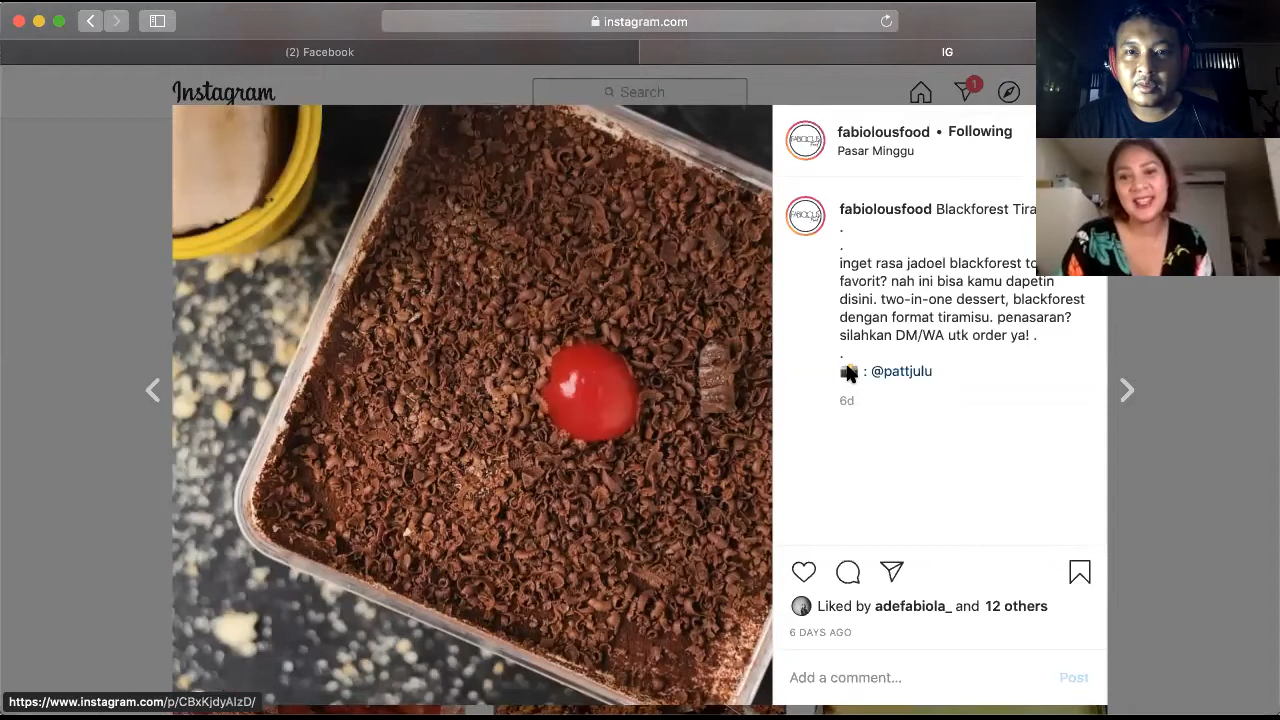 instagram.com
(2) Facebook
IG
Instagram
Search
1
fabiolousfood • Following
Pasar Minggu
fabiolousfood Blackforest Tira
.
.
inget rasa jadoel blackforest to
favorit? nah ini bisa kamu dapetin
disini. two-in-one dessert, blackforest
dengan format tiramisu. penasaran?
silahkan DM/WA utk order ya! .
.
: @pattjulu
6d
Liked by adefabiola_ and 12 others
6 DAYS AGO
Add a comment...
Post
https://www.instagram.com/p/CBxKjdyAIzD/